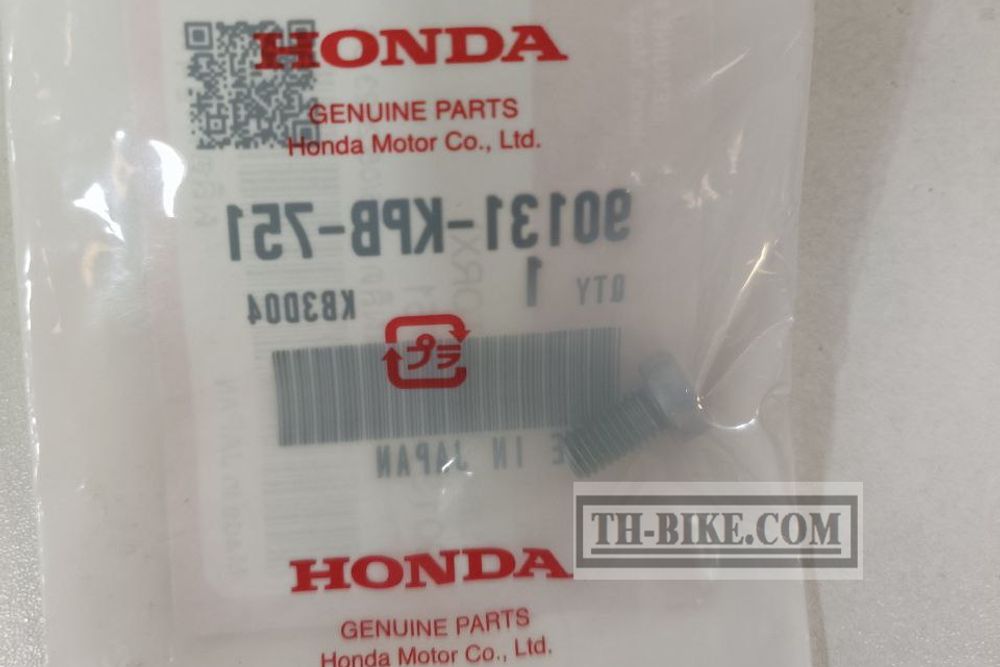 HONDA
GENUINE PARTS
Honda Motor Co., Ltd.
90131-KPB-751
QTY 1
KB3D04
プラ
E IN JAPAN
TH-BIKE.COM
HONDA
GENUINE PARTS
Honda Motor Co., Ltd.